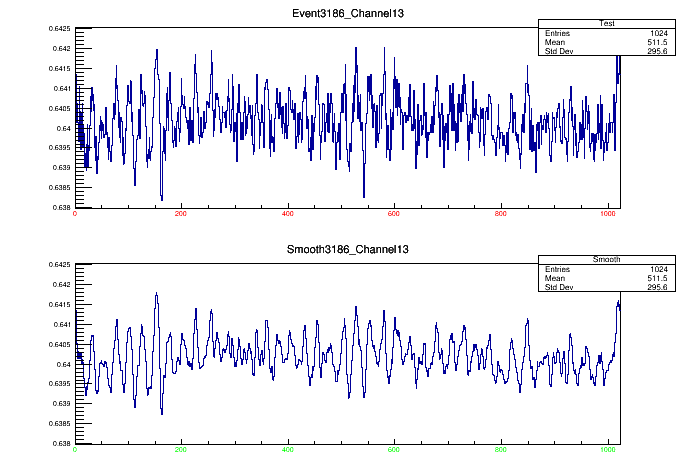 Event3186_Channel13
Test
Entries 1024
Mean 511.5
Std Dev 295.6
0.6425
0.642
0.6415
0.641
0.6405
0.64
0.6395
0.639
0.6385
0.638
0 200 400 600 800 1000
Smooth3186_Channel13
Smooth
Entries 1024
Mean 511.5
Std Dev 295.6
0.6425
0.642
0.6415
0.641
0.6405
0.64
0.6395
0.639
0.6385
0.638
0 200 400 600 800 1000